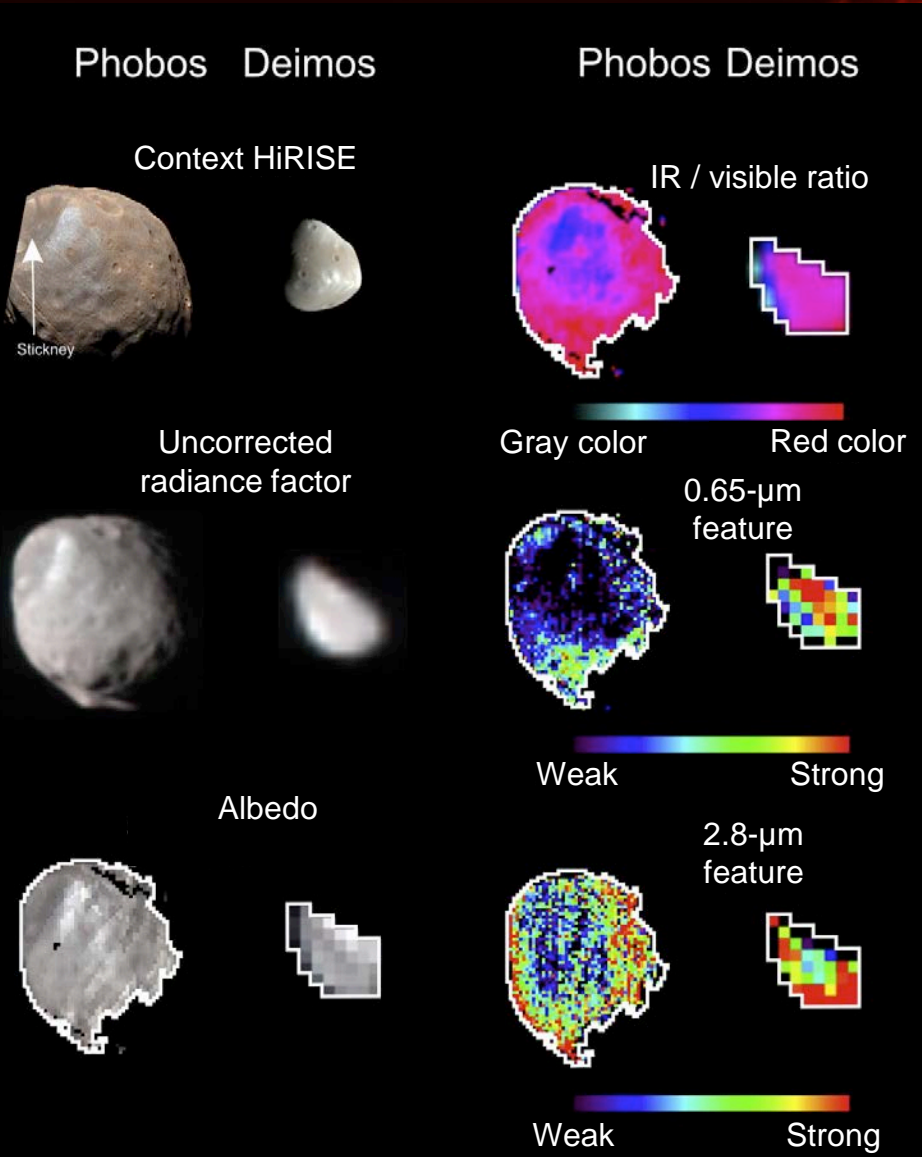 Phobos Deimos
Phobos Deimos
Context HiRISE
IR / visible ratio
Stickney
Gray color
Red color
Uncorrected
radiance factor
0.65-µm
feature
Weak
Strong
Albedo
2.8-µm
feature
Weak
Strong